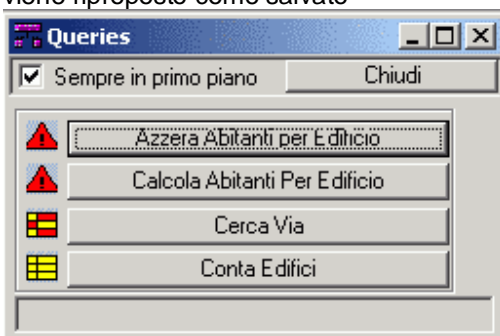 viene riproposto come salvato
Queries
Sempre in primo piano
Chiudi
Azzera Abitanti per Edificio
Calcola Abitanti Per Edificio
Cerca Via
Conta Edifici